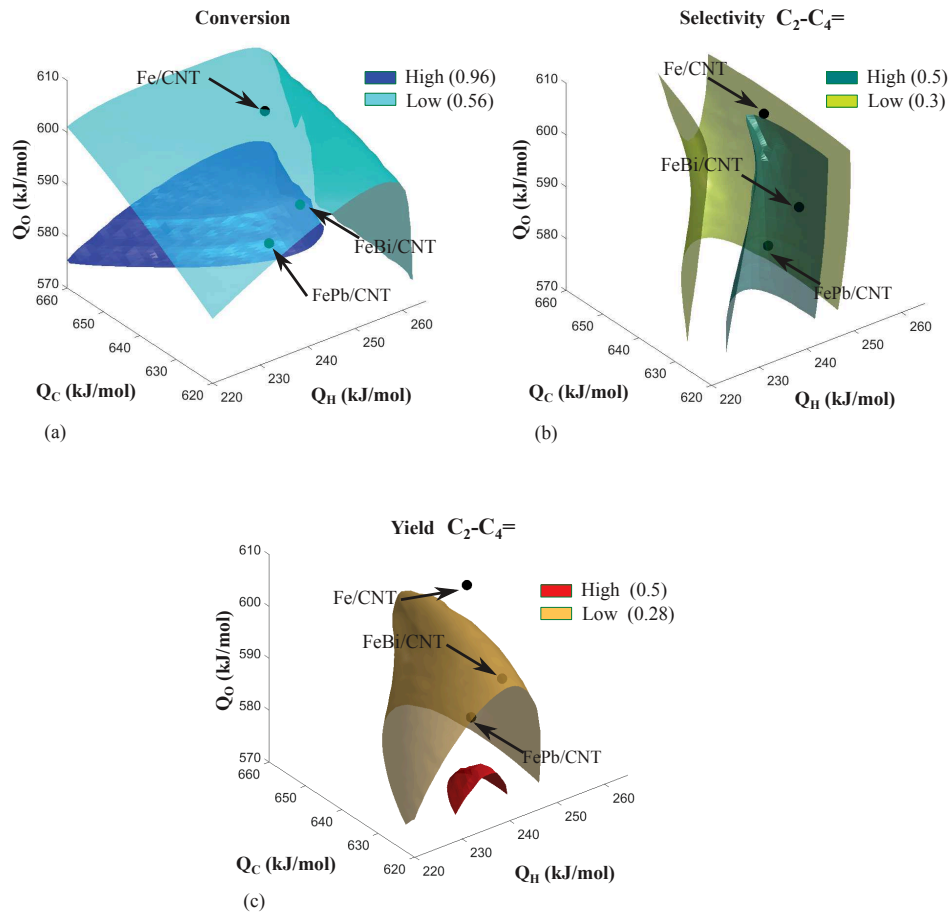 Conversion
610
600
590
580
570
660
650
640
630
620
220
230
240
250
260
Q_O (kJ/mol)
Q_C (kJ/mol)
Q_H (kJ/mol)
Fe/CNT
FeBi/CNT
FePb/CNT
High (0.96)
Low (0.56)
(a)
Selectivity C₂-C₄=
610
600
590
580
570
660
650
640
630
620
220
230
240
250
260
Q_O (kJ/mol)
Q_C (kJ/mol)
Q_H (kJ/mol)
Fe/CNT
FeBi/CNT
FePb/CNT
High (0.5)
Low (0.3)
(b)
Yield C₂-C₄=
610
600
590
580
570
660
650
640
630
620
220
230
240
250
260
Q_O (kJ/mol)
Q_C (kJ/mol)
Q_H (kJ/mol)
Fe/CNT
FeBi/CNT
FePb/CNT
High (0.5)
Low (0.28)
(c)